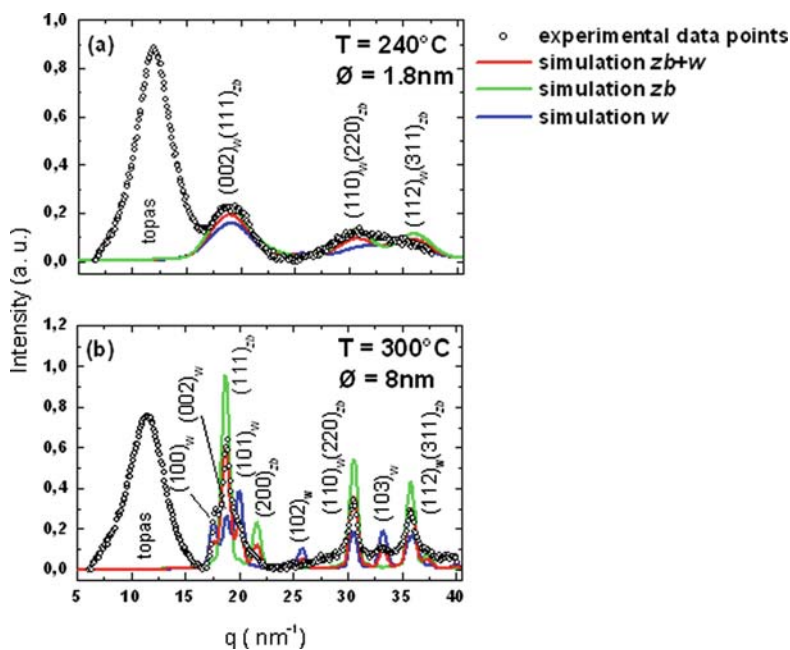 1,0
0,8
0,6
0,4
0,2
0,0
(a)
T = 240°C
Ø = 1.8nm
topas
(002)w(111)zb
(110)w(220)zb
(112)w(311)zb
experimental data points
simulation zb+w
simulation zb
simulation w
Intensity (a. u.)
1,2
1,0
0,8
0,6
0,4
0,2
0,0
(b)
T = 300°C
Ø = 8nm
topas
(100)w
(002)w
(111)zb
(101)w
(200)zb
(102)w
(110)w(220)zb
(103)w
(112)w(311)zb
5 10 15 20 25 30 35 40
q ( nm⁻¹)